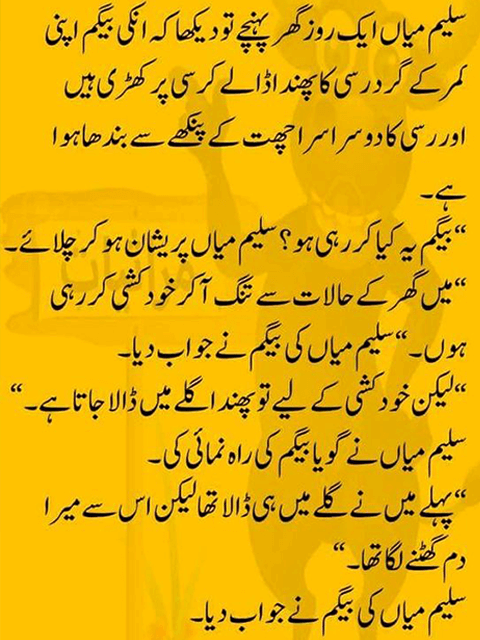 سلیم میاں ایک روز گھر پہنچے تو دیکھا کہ انکی بیگم اپنی
کمر کے گرد رسی کا پھندا ڈالے کرسی پر کھڑی ہیں
اور رسی کا دوسرا سرا چھت کے پنکھے سے بندھا ہوا
ہے۔
“بیگم یہ کیا کر رہی ہو؟ سلیم میاں پریشان ہو کر چلائے۔
“میں گھر کے حالات سے تنگ آکر خودکشی کر رہی
ہوں۔“ سلیم میاں کی بیگم نے جواب دیا۔
“لیکن خودکشی کے لیے تو پھندا گلے میں ڈالا جاتا ہے۔“
سلیم میاں نے گویا بیگم کی راہ نمائی کی۔
“پہلے میں نے گلے میں ہی ڈالا تھا لیکن اس سے میرا
دم گھٹنے لگا تھا۔“
سلیم میاں کی بیگم نے جواب دیا۔